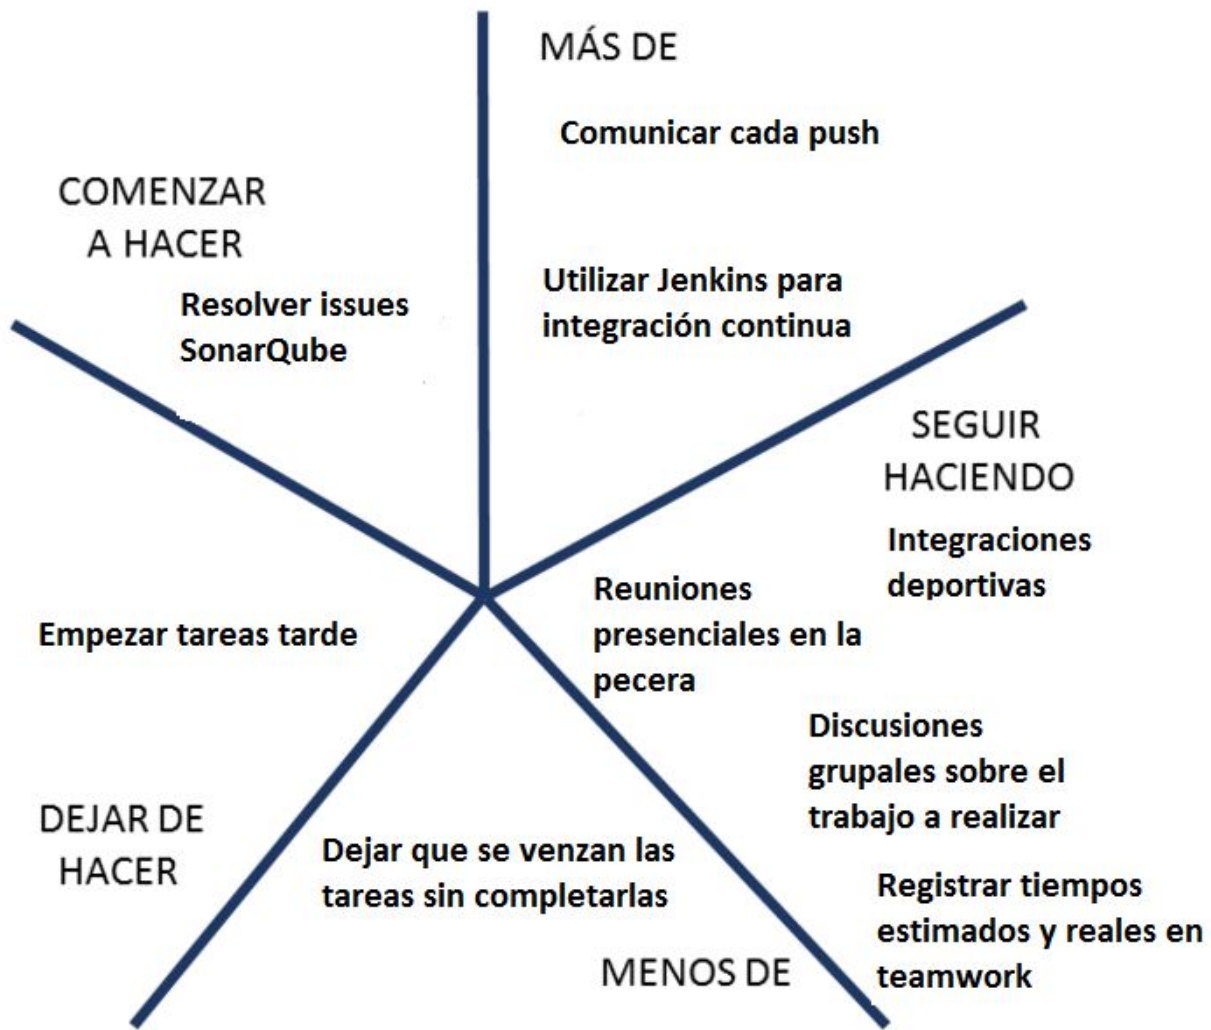 MÁS DE
Comunicar cada push
Utilizar Jenkins para
integración continua
SEGUIR
HACIENDO
Integraciones
deportivas
Reuniones
presenciales en la
pecera
Discusiones
grupales sobre el
trabajo a realizar
Registrar tiempos
estimados y reales en
teamwork
MENOS DE
Dejar que se venzan las
tareas sin completarlas
DEJAR DE
HACER
Empezar tareas tarde
COMENZAR
A HACER
Resolver issues
SonarQube